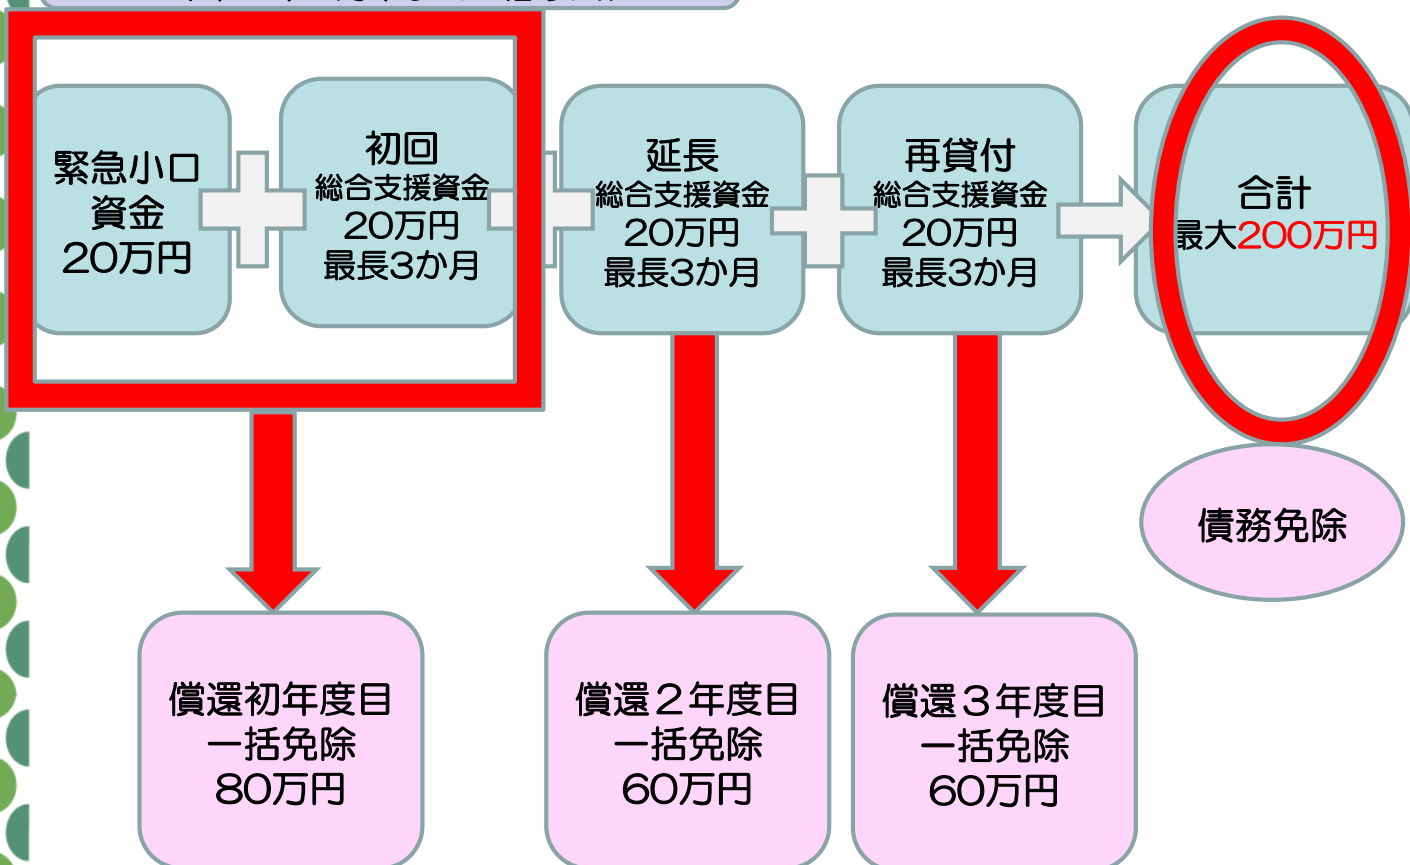 緊急小口
資金
20万円
初回
総合支援資金
20万円
最長3か月
延長
総合支援資金
20万円
最長3か月
再貸付
総合支援資金
20万円
最長3か月
合計
最大200万円
債務免除
償還初年度目
一括免除
80万円
償還２年度目
一括免除
60万円
償還３年度目
一括免除
60万円